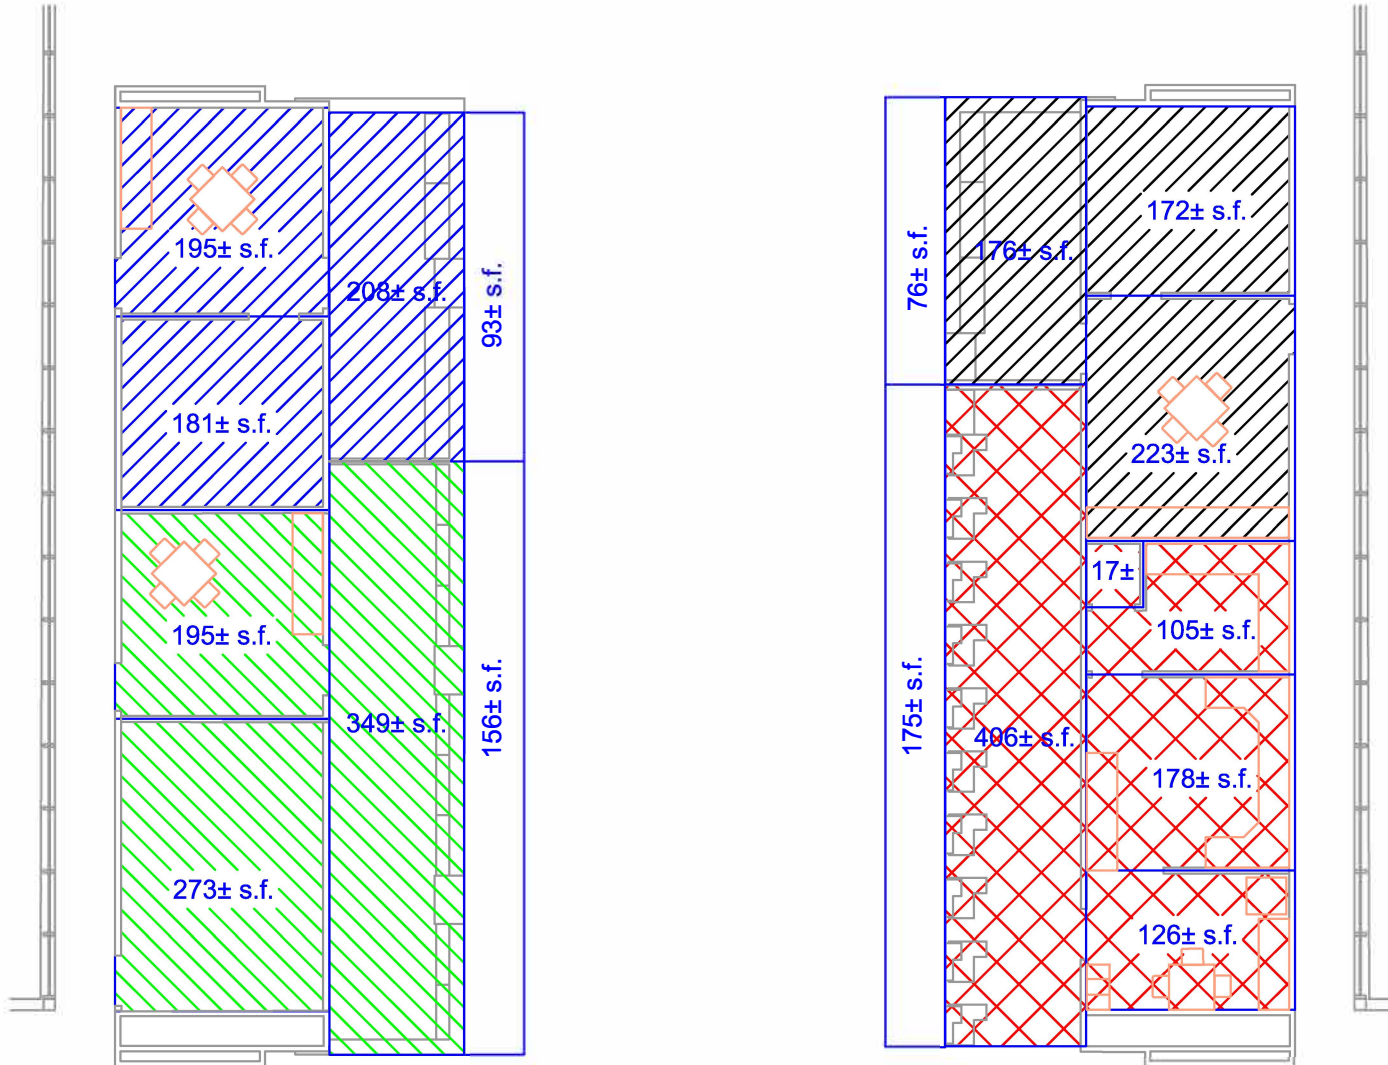 195± s.f.
208± s.f.
93± s.f.
181± s.f.
195± s.f.
349± s.f.
156± s.f.
273± s.f.
76± s.f.
176± s.f.
172± s.f.
223± s.f.
17±
105± s.f.
175± s.f.
406± s.f.
178± s.f.
126± s.f.